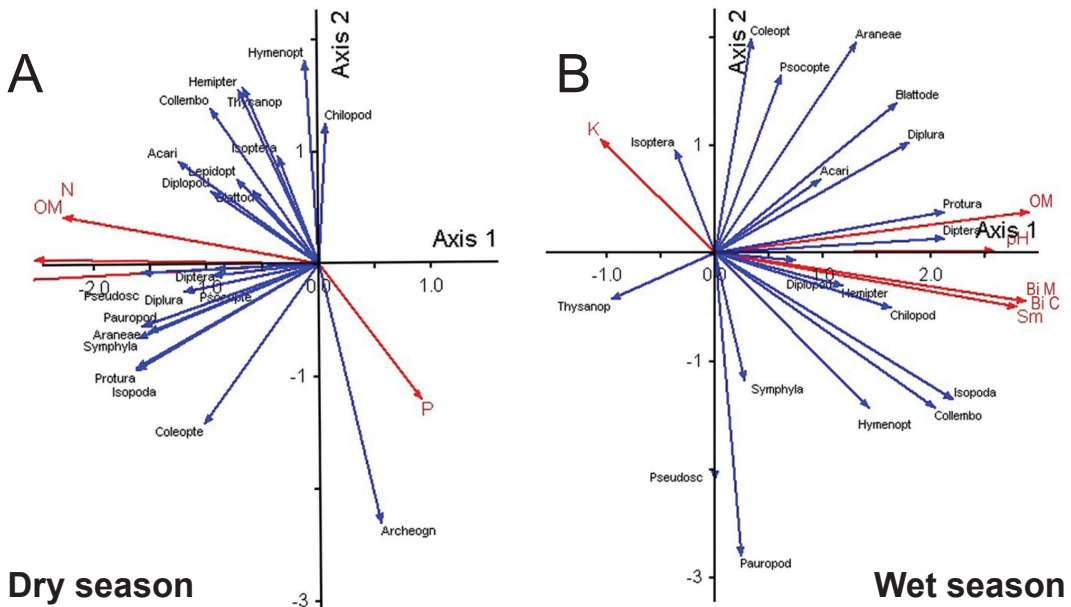 A
Axis 2
Hymenopt
Hemipter
Collembo
Thysanop
Chilopod
Isoptera
1
Acari
Lepidopt
Diplopod
Blattod
N
OM
Axis 1
-2.0
-1.0
0.0
1.0
Diptera
Pseudosc
Diplura
Psocopte
Pauropod
Araneae
Symphyla
Protura
Isopoda
-1
P
Coleopte
Archeogn
-3
Dry season
B
Axis 2
Coleopt
Araneae
Psocopte
Blattode
K
Isoptera
1
Diplura
Acari
Protura
OM
Diptera
Axis 1
pH
-1.0
0.0
1.0
2.0
Thysanop
Diplopod
Hemipter
Bi M
Bi C
Sm
Chilopod
-1
Symphyla
Isopoda
Collembo
Hymenopt
Pseudosc
Pauropod
-3
Wet season